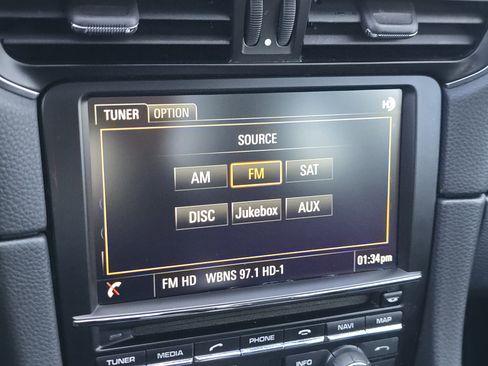 TUNER OPTION
HD
SOURCE
AM FM SAT
DISC Jukebox AUX
FM HD WBNS 97.1 HD-1 01:34pm
TUNER MEDIA PHONE NAVI MAP
INFO